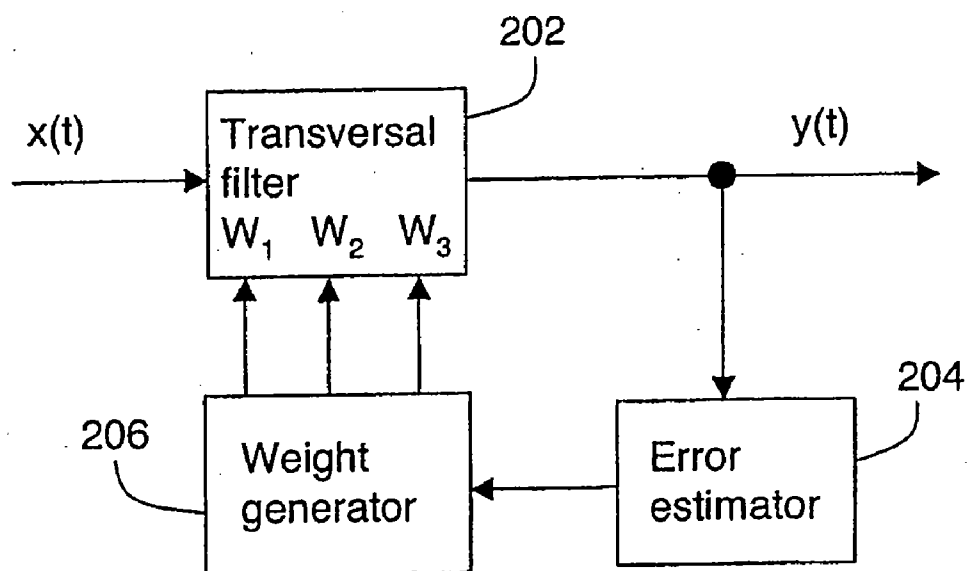 202
x(t)
Transversal
filter
y(t)
W₁ W₂ W₃
204
206
Weight
generator
Error
estimator